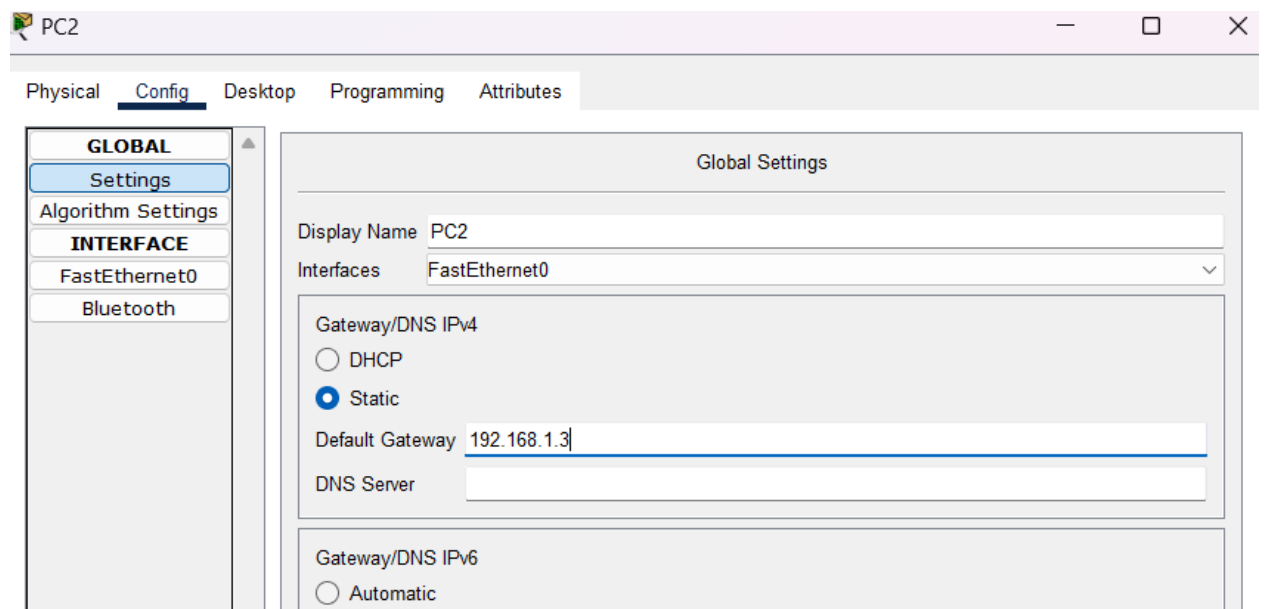 PC2
Physical Config Desktop Programming Attributes
GLOBAL
Settings
Algorithm Settings
INTERFACE
FastEthernet0
Bluetooth
Global Settings
Display Name PC2
Interfaces FastEthernet0
Gateway/DNS IPv4
DHCP
Static
Default Gateway 192.168.1.3
DNS Server
Gateway/DNS IPv6
Automatic